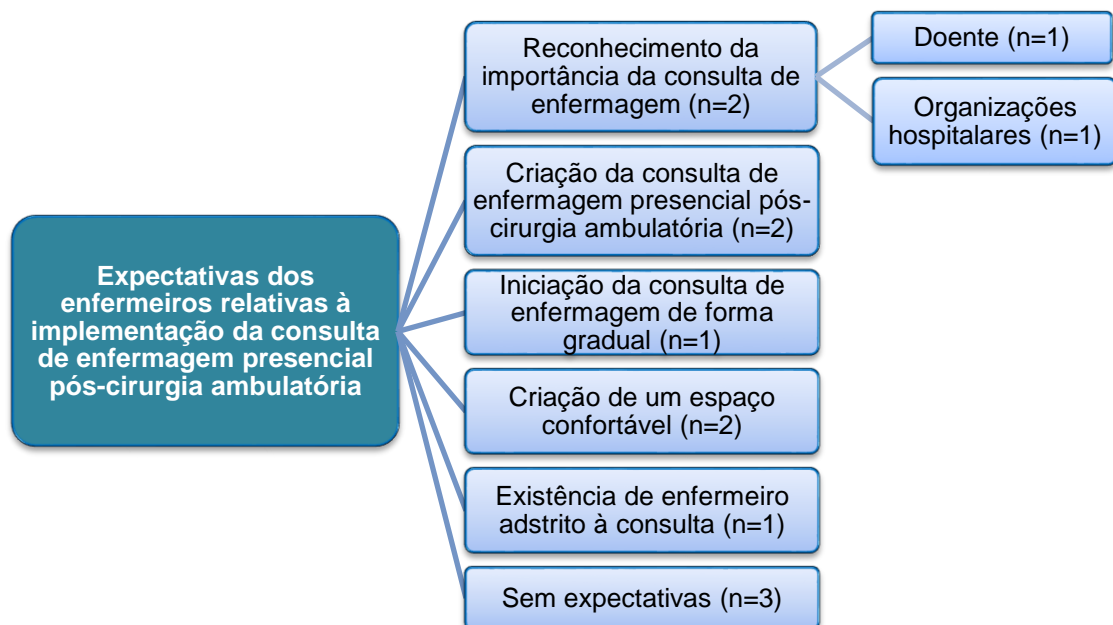 Expectativas dos
enfermeiros relativas à
implementação da consulta
de enfermagem presencial
pós-cirurgia ambulatória
Reconhecimento da
importância da consulta de
enfermagem (n=2)
Doente (n=1)
Organizações
hospitalares (n=1)
Criação da consulta de
enfermagem presencial pós-
cirurgia ambulatória (n=2)
Iniciação da consulta de
enfermagem de forma
gradual (n=1)
Criação de um espaço
confortável (n=2)
Existência de enfermeiro
adstrito à consulta (n=1)
Sem expectativas (n=3)